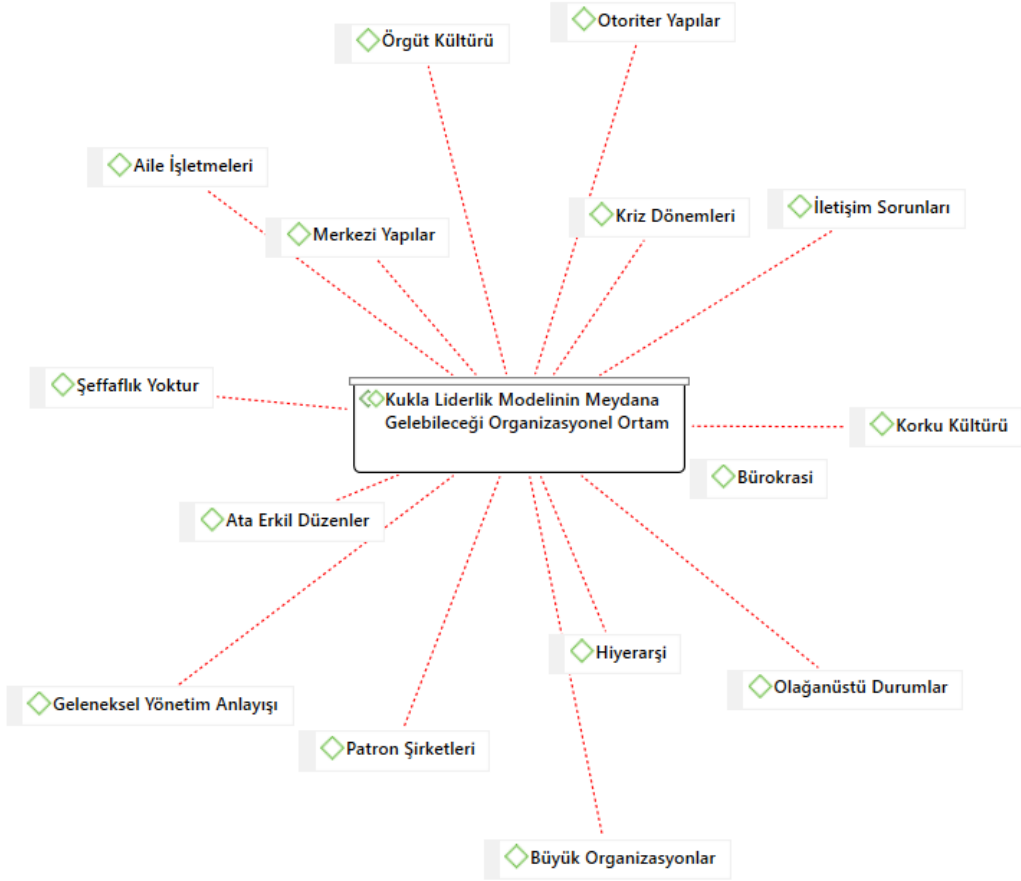 Otoriter Yapılar
Örgüt Kültürü
Aile İşletmeleri
İletişim Sorunları
Kriz Dönemleri
Merkezi Yapılar
Şeffaflık Yoktur
Kukla Liderlik Modelinin Meydana
Gelebileceği Organizasyonel Ortam
Korku Kültürü
Bürokrasi
Ata Erkil Düzenler
Hiyerarşi
Olağanüstü Durumlar
Geleneksel Yönetim Anlayışı
Patron Şirketleri
Büyük Organizasyonlar